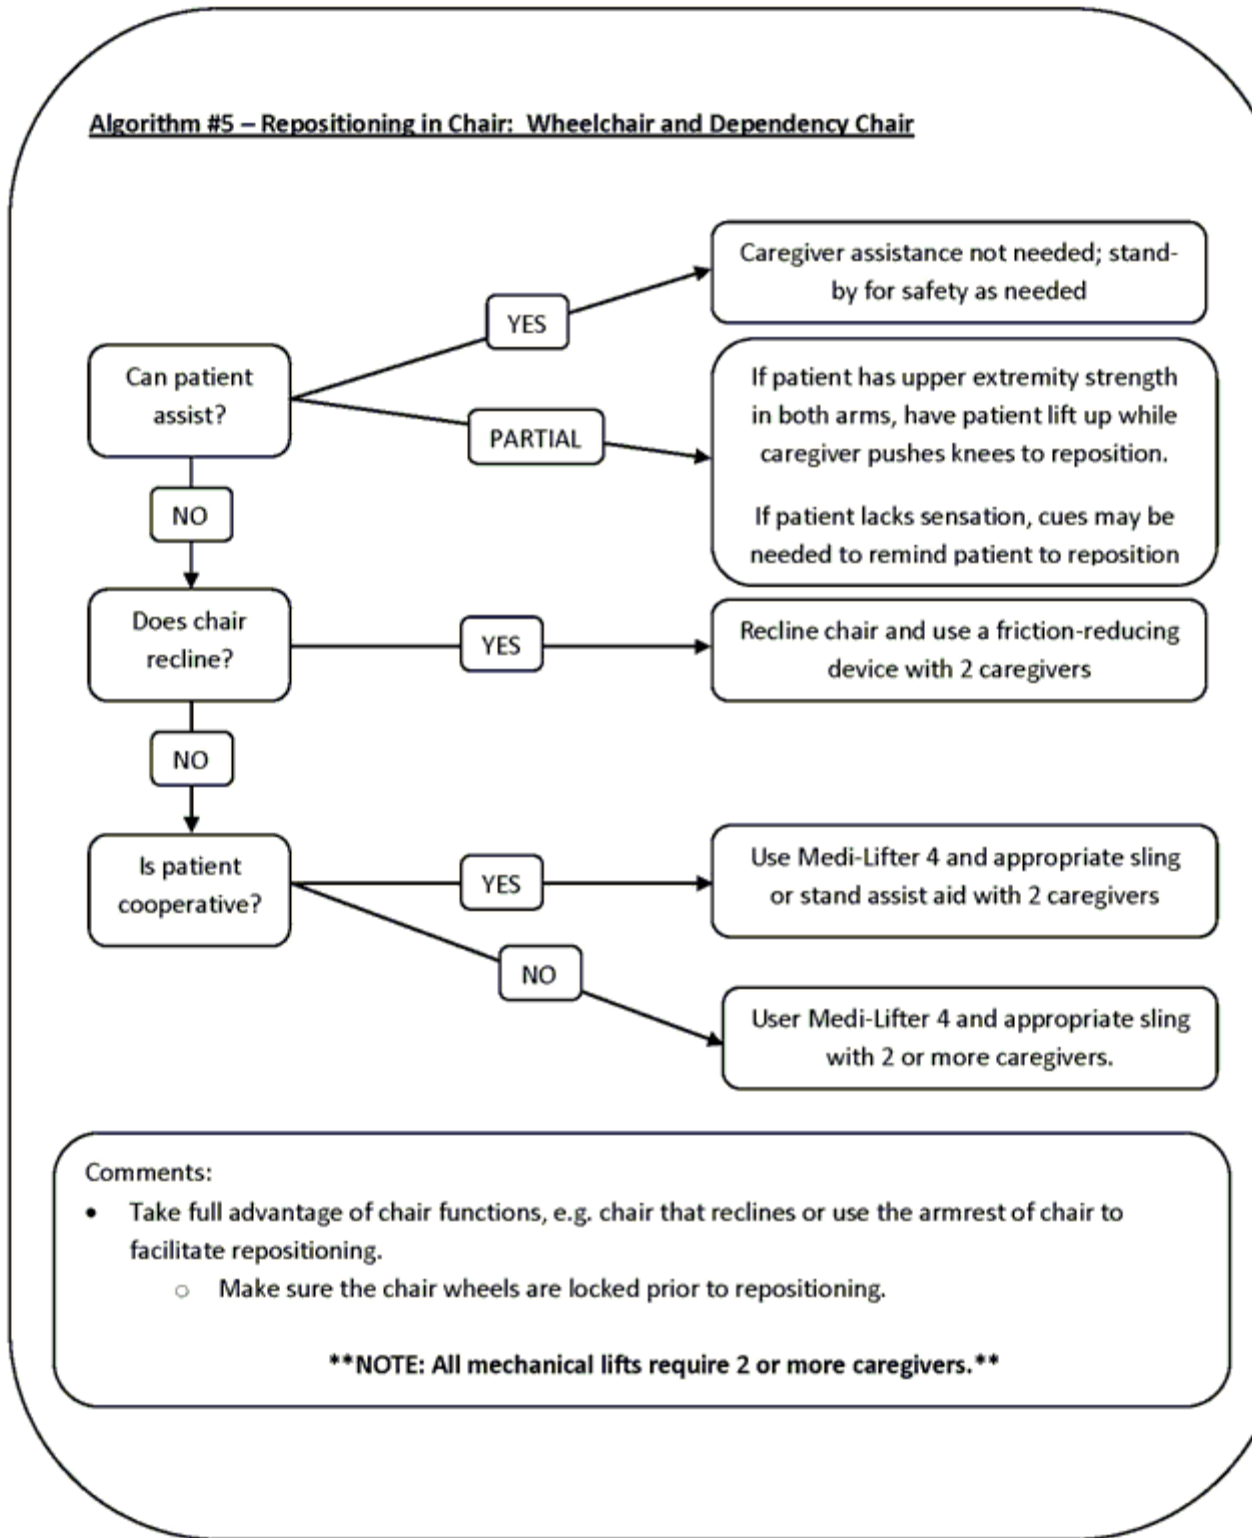 Algorithm #5 – Repositioning in Chair:  Wheelchair and Dependency Chair
Caregiver assistance not needed; stand-
by for safety as needed
YES
Can patient
assist?
PARTIAL
If patient has upper extremity strength
in both arms, have patient lift up while
caregiver pushes knees to reposition.
If patient lacks sensation, cues may be
needed to remind patient to reposition
NO
Does chair
recline?
YES
Recline chair and use a friction-reducing
device with 2 caregivers
NO
Is patient
cooperative?
YES
Use Medi-Lifter 4 and appropriate sling
or stand assist aid with 2 caregivers
NO
User Medi-Lifter 4 and appropriate sling
with 2 or more caregivers.
Comments:
• Take full advantage of chair functions, e.g. chair that reclines or use the armrest of chair to
facilitate repositioning.
○ Make sure the chair wheels are locked prior to repositioning.
**NOTE: All mechanical lifts require 2 or more caregivers.**